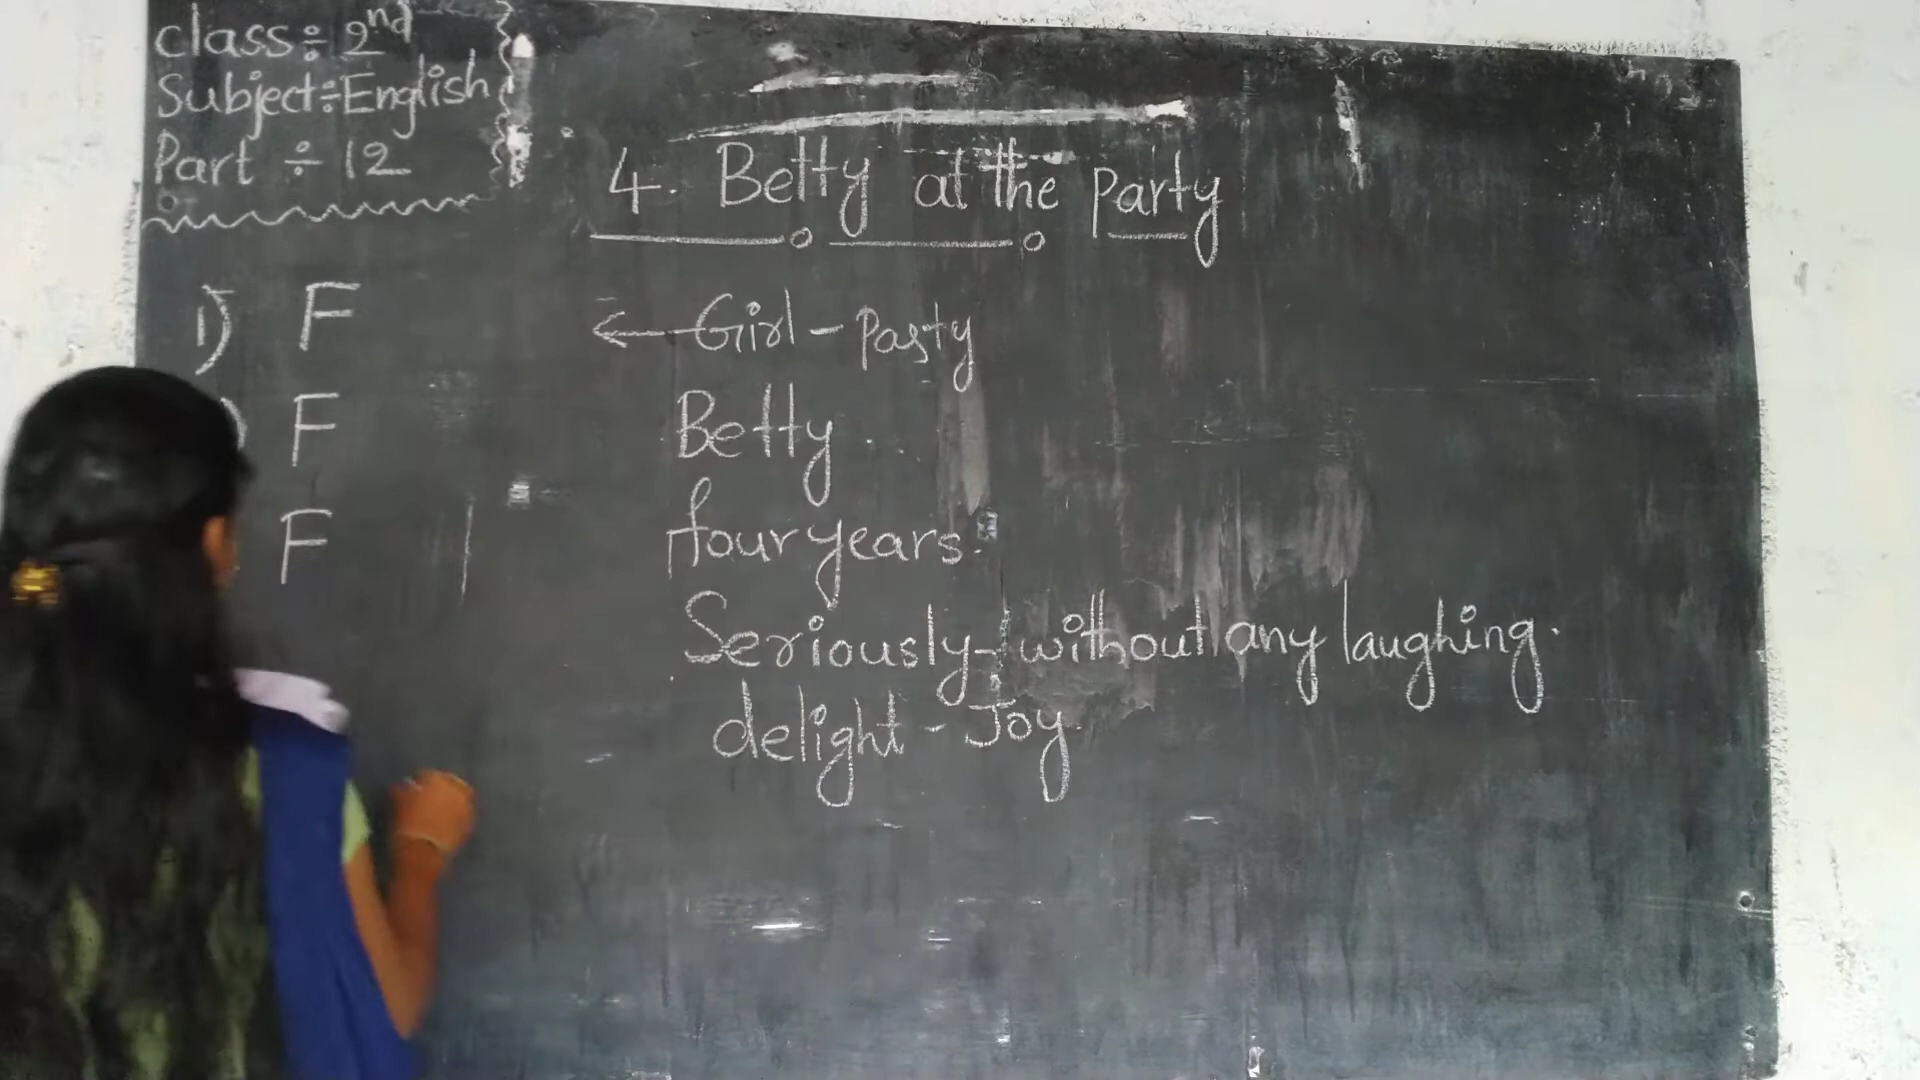 class ÷ 2nd
Subject ÷ English
Part ÷ 12
4. Betty at the party
1) F
← Girl - Party
) F
Betty
F
four years.
Seriously - without any laughing.
delight - Joy.